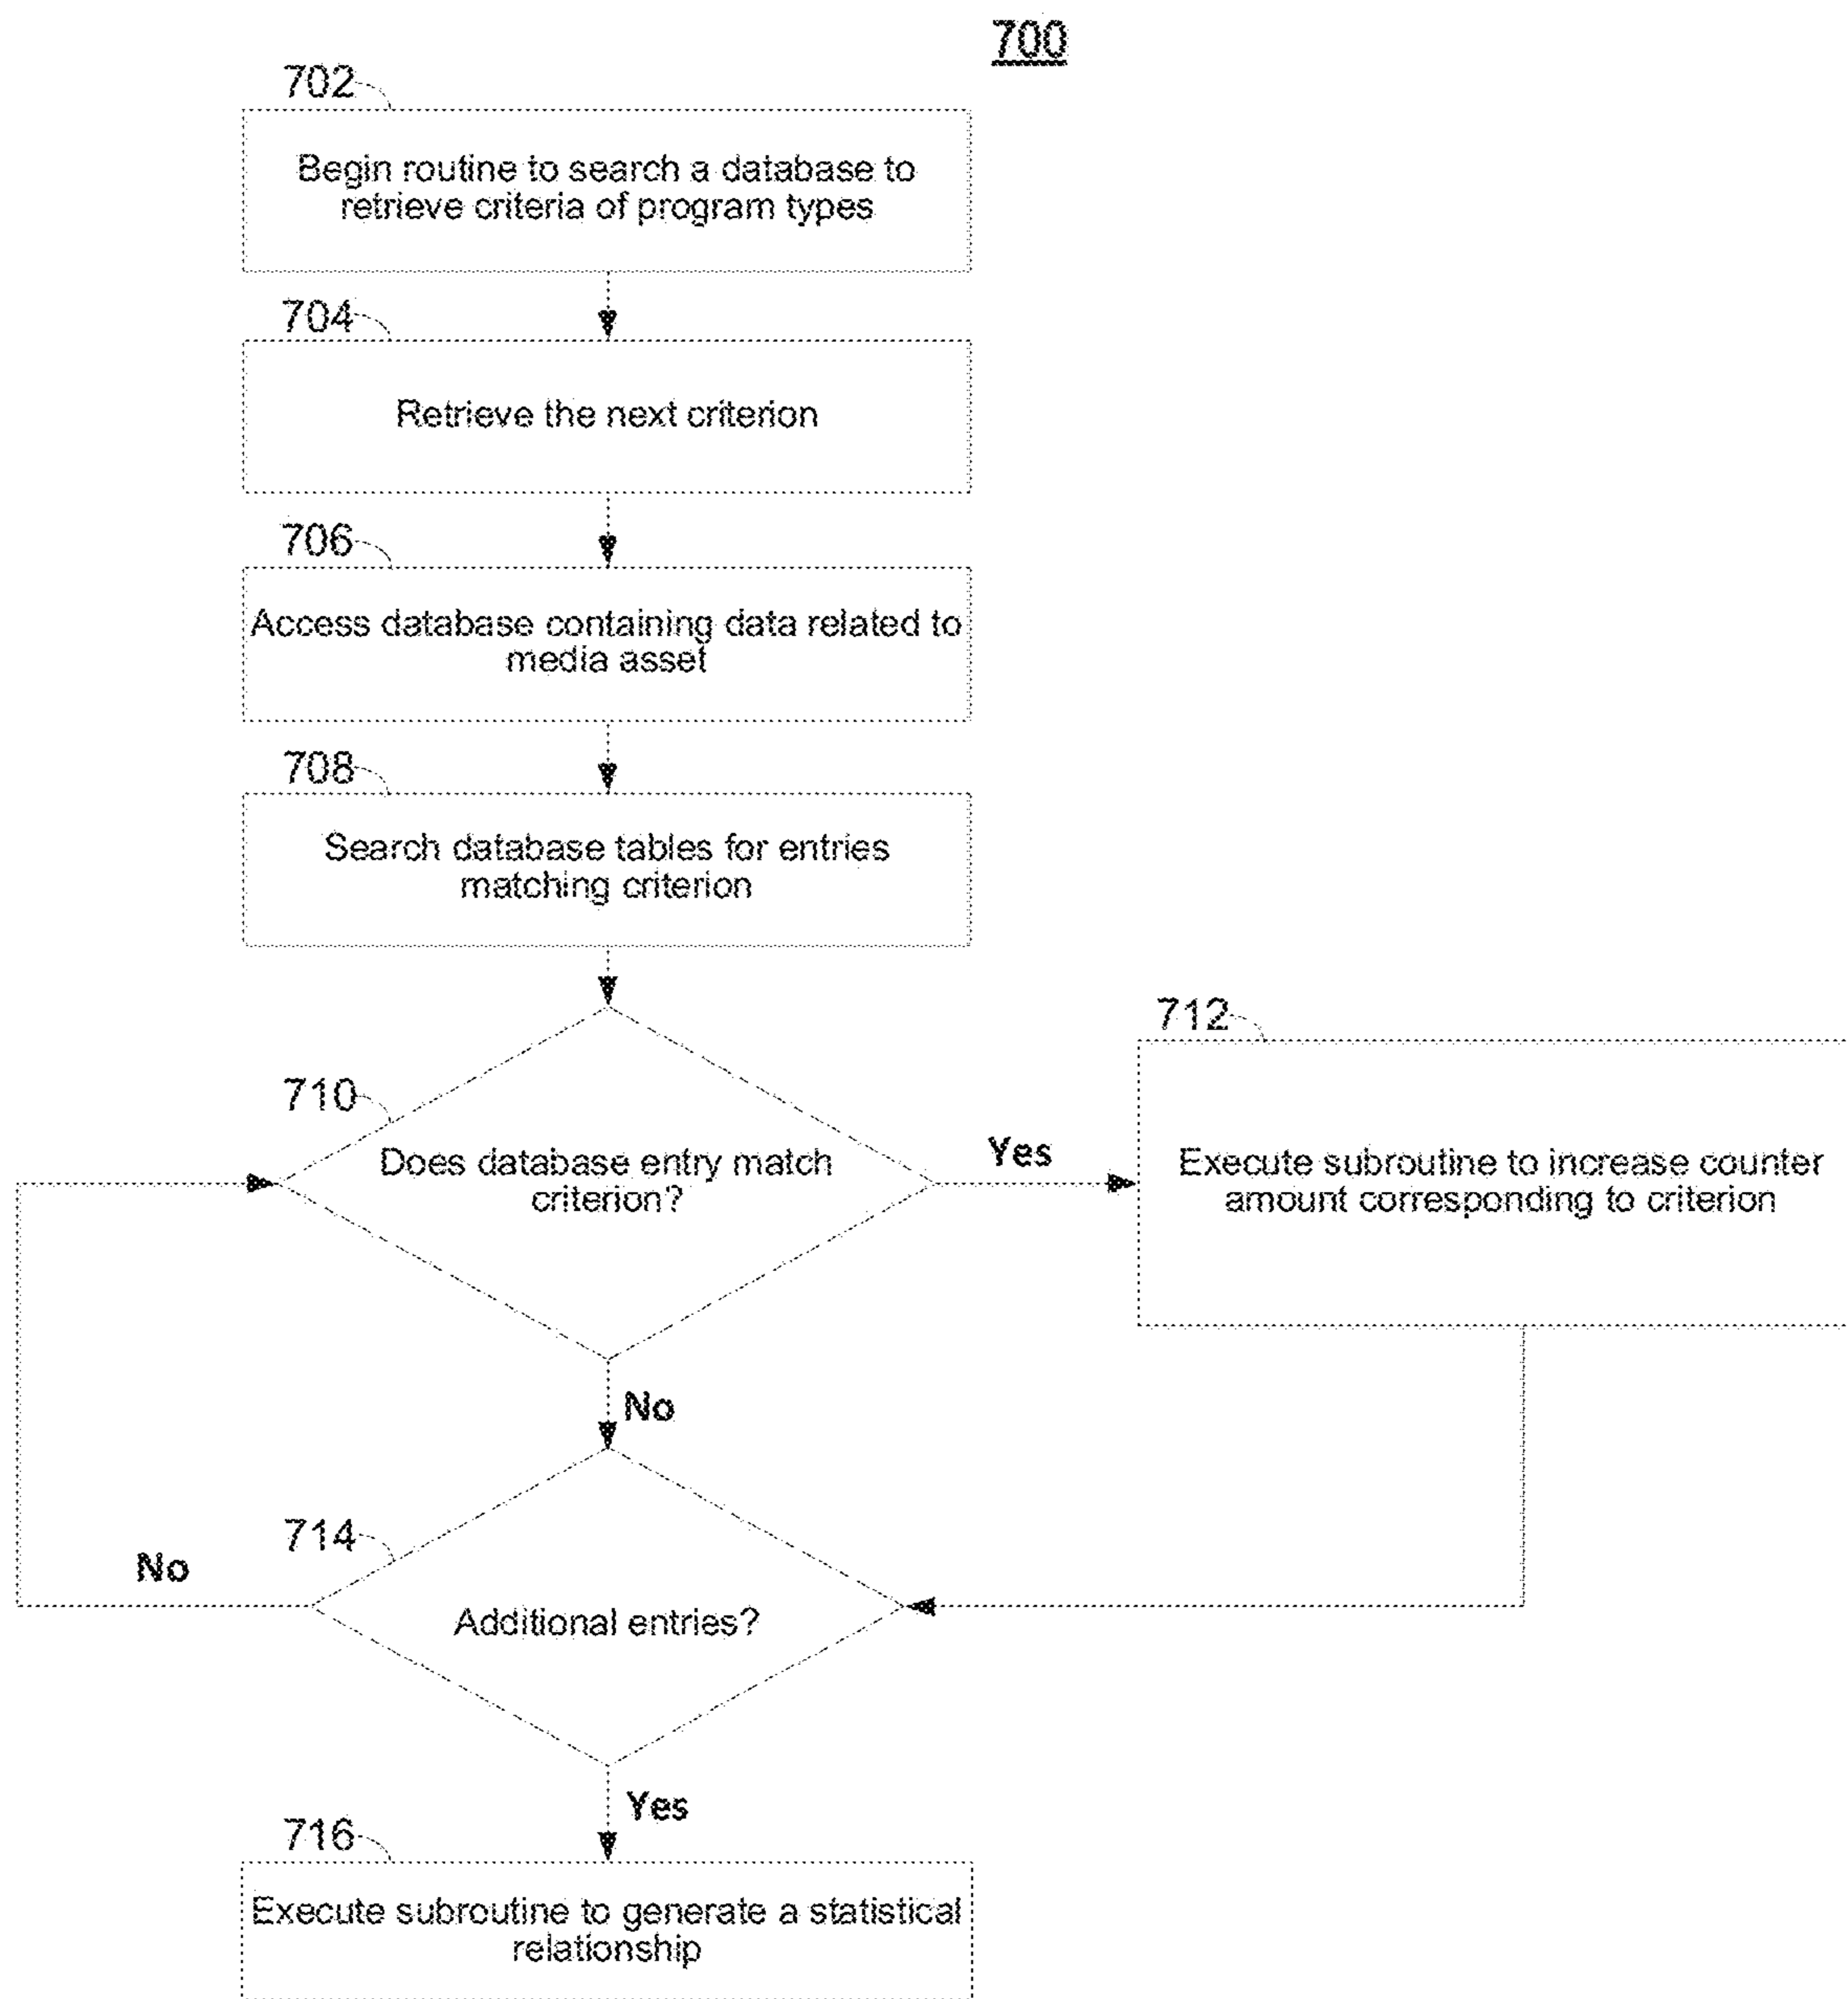 700
702
Begin routine to search a database to
retrieve criteria of program types
704
Retrieve the next criterion
706
Access database containing data related to
media asset
708
Search database tables for entries
matching criterion
710
Does database entry match
criterion?
Yes
712
Execute subroutine to increase counter
amount corresponding to criterion
No
714
Additional entries?
No
Yes
716
Execute subroutine to generate a statistical
relationship